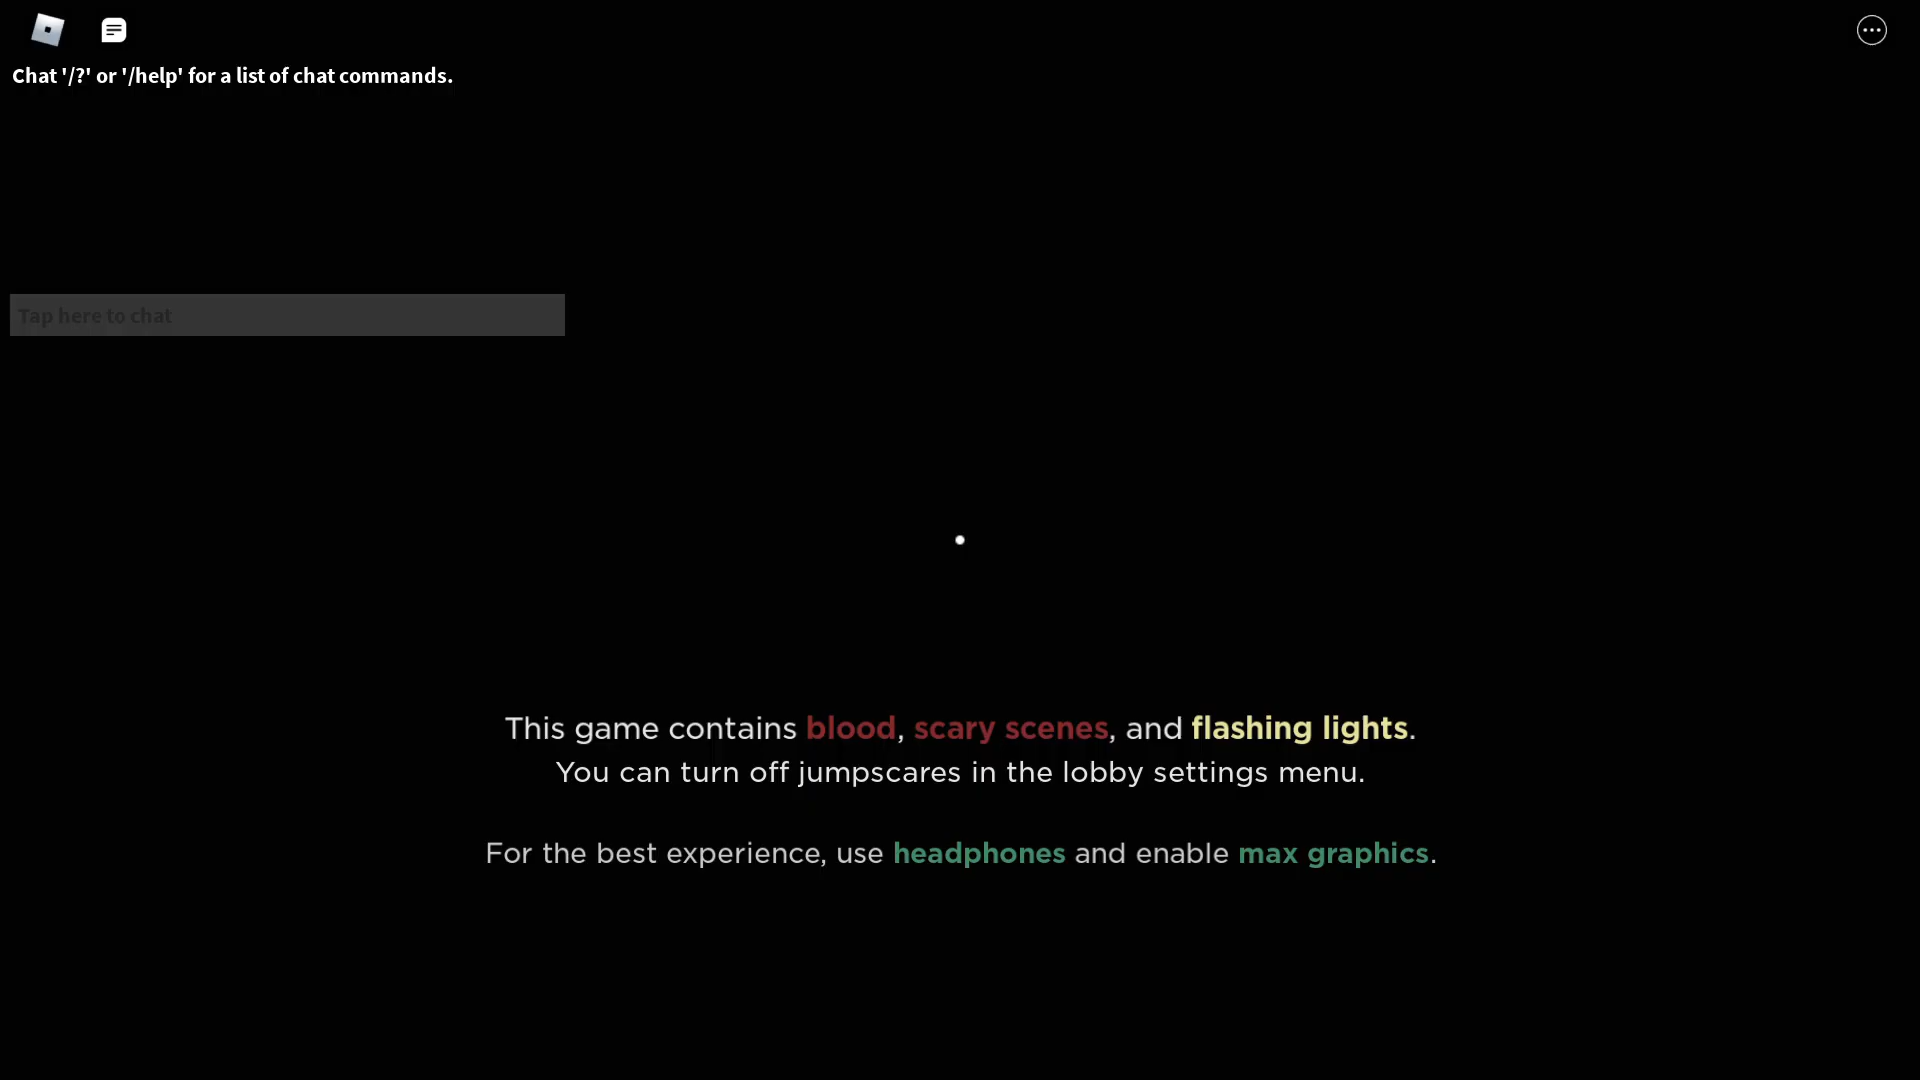 Chat '/?' or '/help' for a list of chat commands.
Tap here to chat
This game contains blood, scary scenes, and flashing lights.
You can turn off jumpscares in the lobby settings menu.
For the best experience, use headphones and enable max graphics.